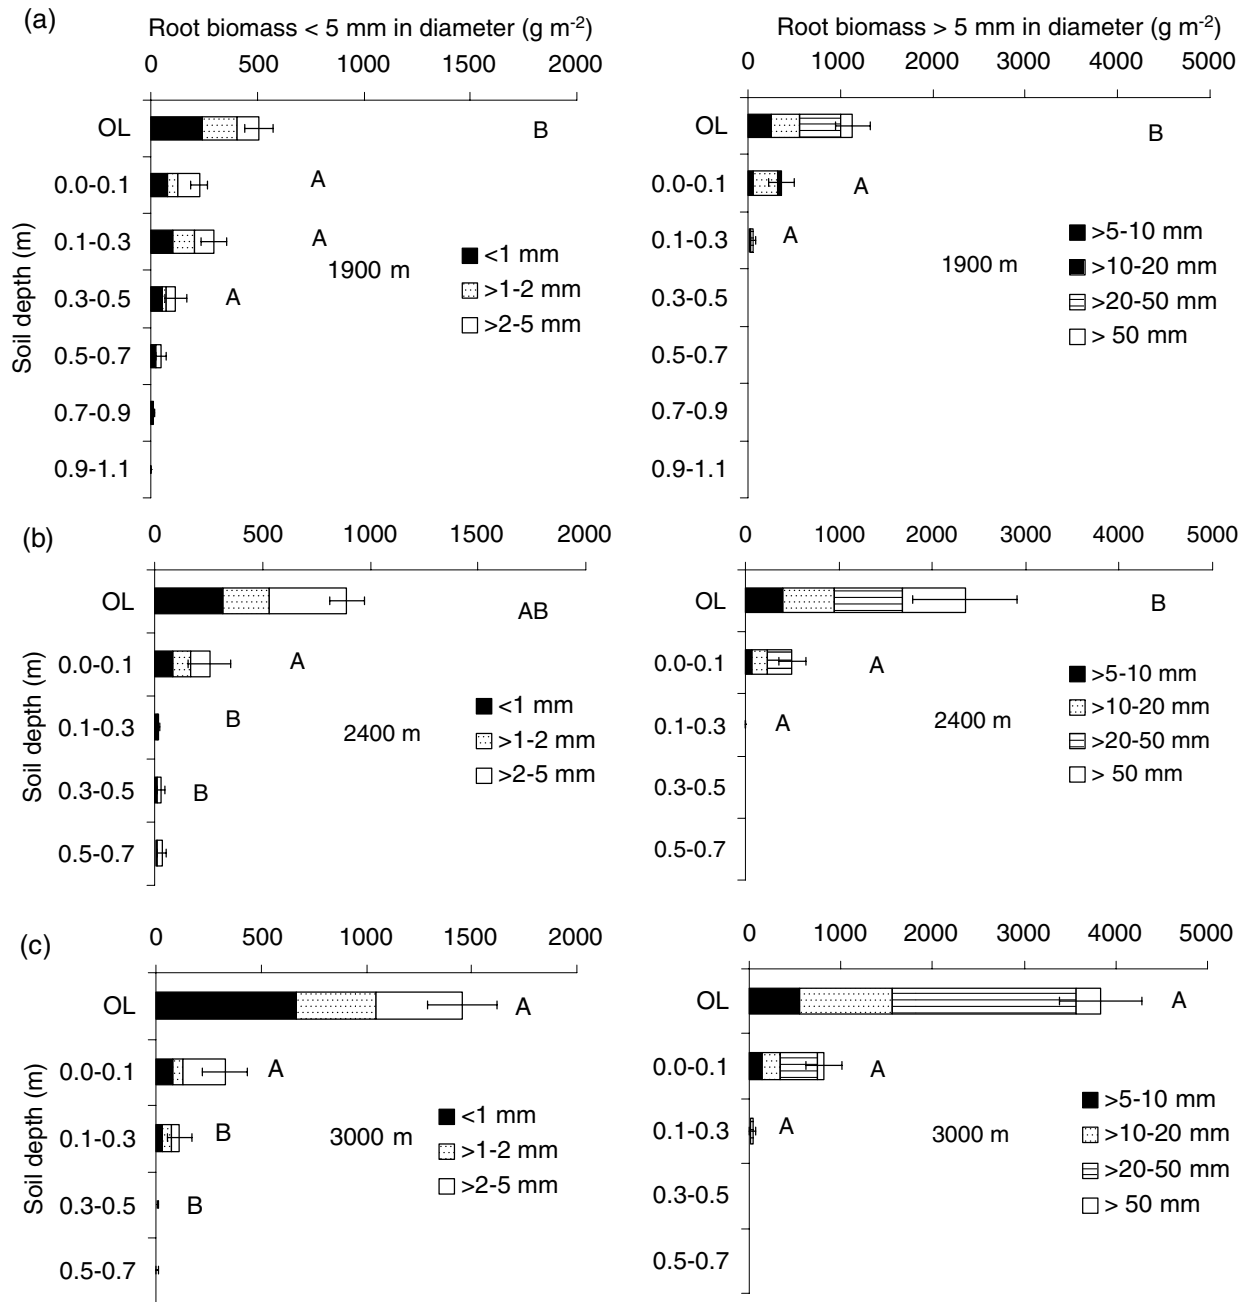 (a)
Root biomass < 5 mm in diameter (g m-2)
0 500 1000 1500 2000
Soil depth (m)
OL B
0.0-0.1 A
0.1-0.3 A
0.3-0.5 A
0.5-0.7
0.7-0.9
0.9-1.1
1900 m
<1 mm
>1-2 mm
>2-5 mm
Root biomass > 5 mm in diameter (g m-2)
0 1000 2000 3000 4000 5000
OL B
0.0-0.1 A
0.1-0.3 A
0.3-0.5
0.5-0.7
0.7-0.9
0.9-1.1
1900 m
>5-10 mm
>10-20 mm
>20-50 mm
> 50 mm
(b)
0 500 1000 1500 2000
Soil depth (m)
OL AB
0.0-0.1 A
0.1-0.3 B
0.3-0.5 B
0.5-0.7
2400 m
<1 mm
>1-2 mm
>2-5 mm
0 1000 2000 3000 4000 5000
OL B
0.0-0.1 A
0.1-0.3 A
0.3-0.5
0.5-0.7
2400 m
>5-10 mm
>10-20 mm
>20-50 mm
> 50 mm
(c)
0 500 1000 1500 2000
Soil depth (m)
OL A
0.0-0.1 A
0.1-0.3 B
0.3-0.5 B
0.5-0.7
3000 m
<1 mm
>1-2 mm
>2-5 mm
0 1000 2000 3000 4000 5000
OL A
0.0-0.1 A
0.1-0.3 A
0.3-0.5
0.5-0.7
3000 m
>5-10 mm
>10-20 mm
>20-50 mm
> 50 mm